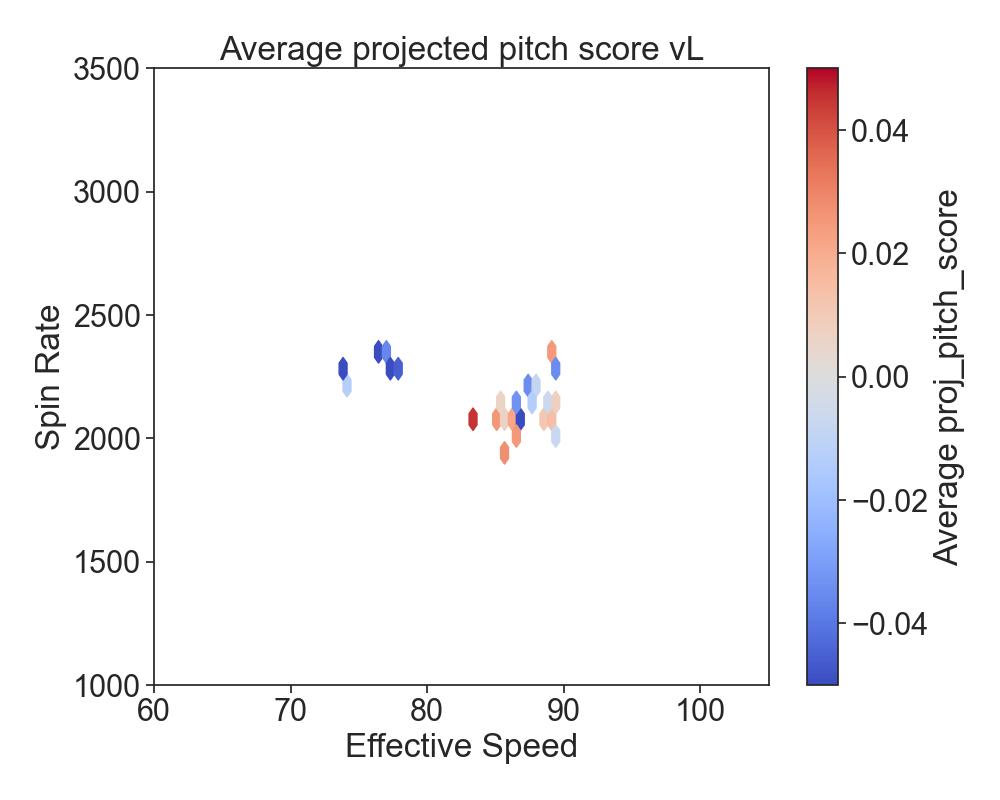 Average projected pitch score vL
3500
3000
2500
2000
1500
1000
Spin Rate
60 70 80 90 100
Effective Speed
0.04
0.02
0.00
−0.02
−0.04
Average proj_pitch_score